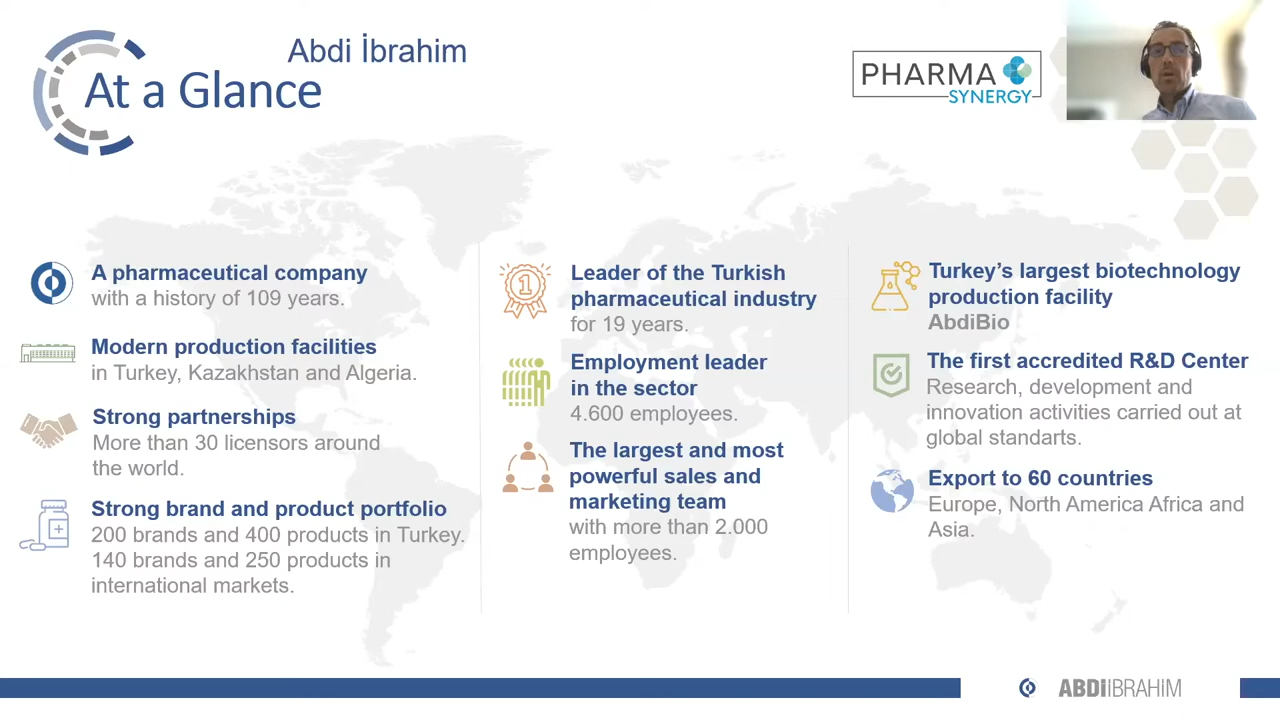 Abdi İbrahim
At a Glance
PHARMA
SYNERGY
A pharmaceutical company
with a history of 109 years.
Modern production facilities
in Turkey, Kazakhstan and Algeria.
Strong partnerships
More than 30 licensors around
the world.
Strong brand and product portfolio
200 brands and 400 products in Turkey.
140 brands and 250 products in
international markets.
1
Leader of the Turkish
pharmaceutical industry
for 19 years.
Employment leader
in the sector
4.600 employees.
The largest and most
powerful sales and
marketing team
with more than 2.000
employees.
Turkey’s largest biotechnology
production facility
AbdiBio
The first accredited R&D Center
Research, development and
innovation activities carried out at
global standarts.
Export to 60 countries
Europe, North America Africa and
Asia.
ABDIIBRAHIM